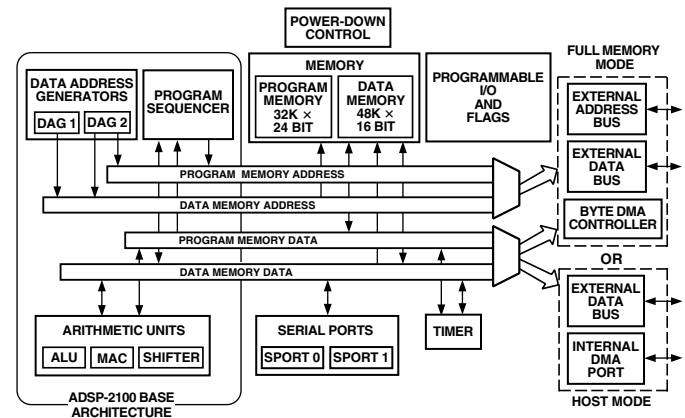 POWER-DOWN
CONTROL
FULL MEMORY
MODE
DATA ADDRESS
GENERATORS
DAG 1
DAG 2
PROGRAM
SEQUENCER
MEMORY
PROGRAM
MEMORY
32K ×
24 BIT
DATA
MEMORY
48K ×
16 BIT
PROGRAMMABLE
I/O
AND
FLAGS
EXTERNAL
ADDRESS
BUS
EXTERNAL
DATA
BUS
BYTE DMA
CONTROLLER
PROGRAM MEMORY ADDRESS
DATA MEMORY ADDRESS
PROGRAM MEMORY DATA
DATA MEMORY DATA
OR
ARITHMETIC UNITS
ALU
MAC
SHIFTER
SERIAL PORTS
SPORT 0
SPORT 1
TIMER
EXTERNAL
DATA
BUS
INTERNAL
DMA
PORT
HOST MODE
ADSP-2100 BASE
ARCHITECTURE